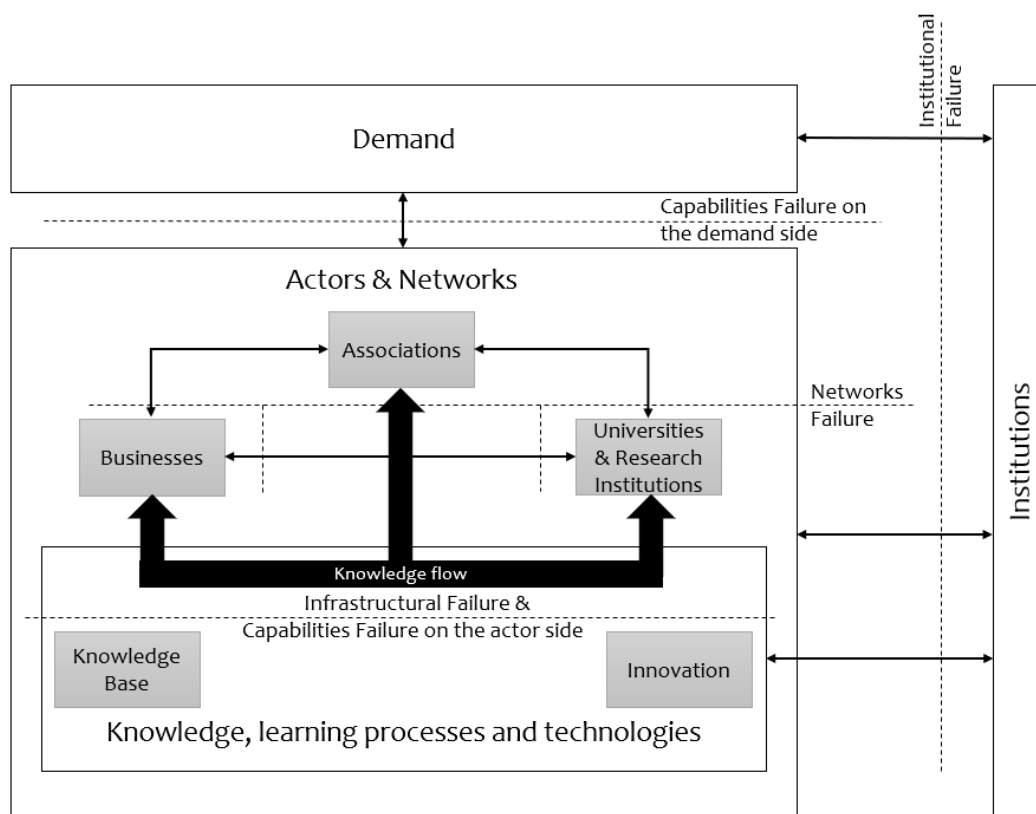 Institutional
Failure
Demand
Capabilities Failure on
the demand side
Actors & Networks
Associations
Networks
Failure
Businesses
Universities
& Research
Institutions
Institutions
Knowledge flow
Infrastructural Failure &
Capabilities Failure on the actor side
Knowledge
Base
Innovation
Knowledge, learning processes and technologies